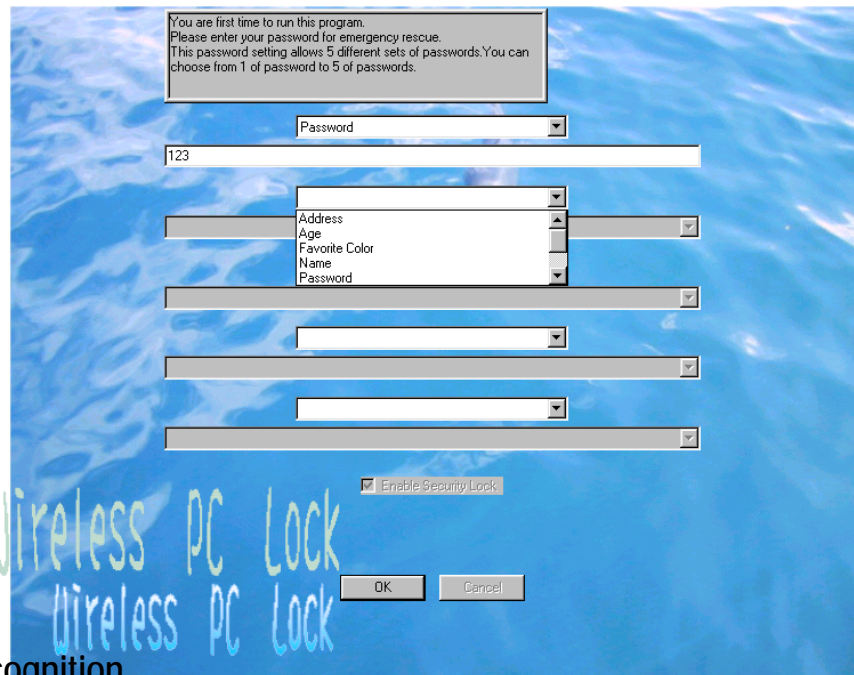 You are first time to run this program.
Please enter your password for emergency rescue.
This password setting allows 5 different sets of passwords.You can
choose from 1 of password to 5 of passwords.
Password
123
Address
Age
Favorite Color
Name
Password
Enable Security Lock
Wireless PC Lock
Wireless PC Lock
OK Cancel
cognition